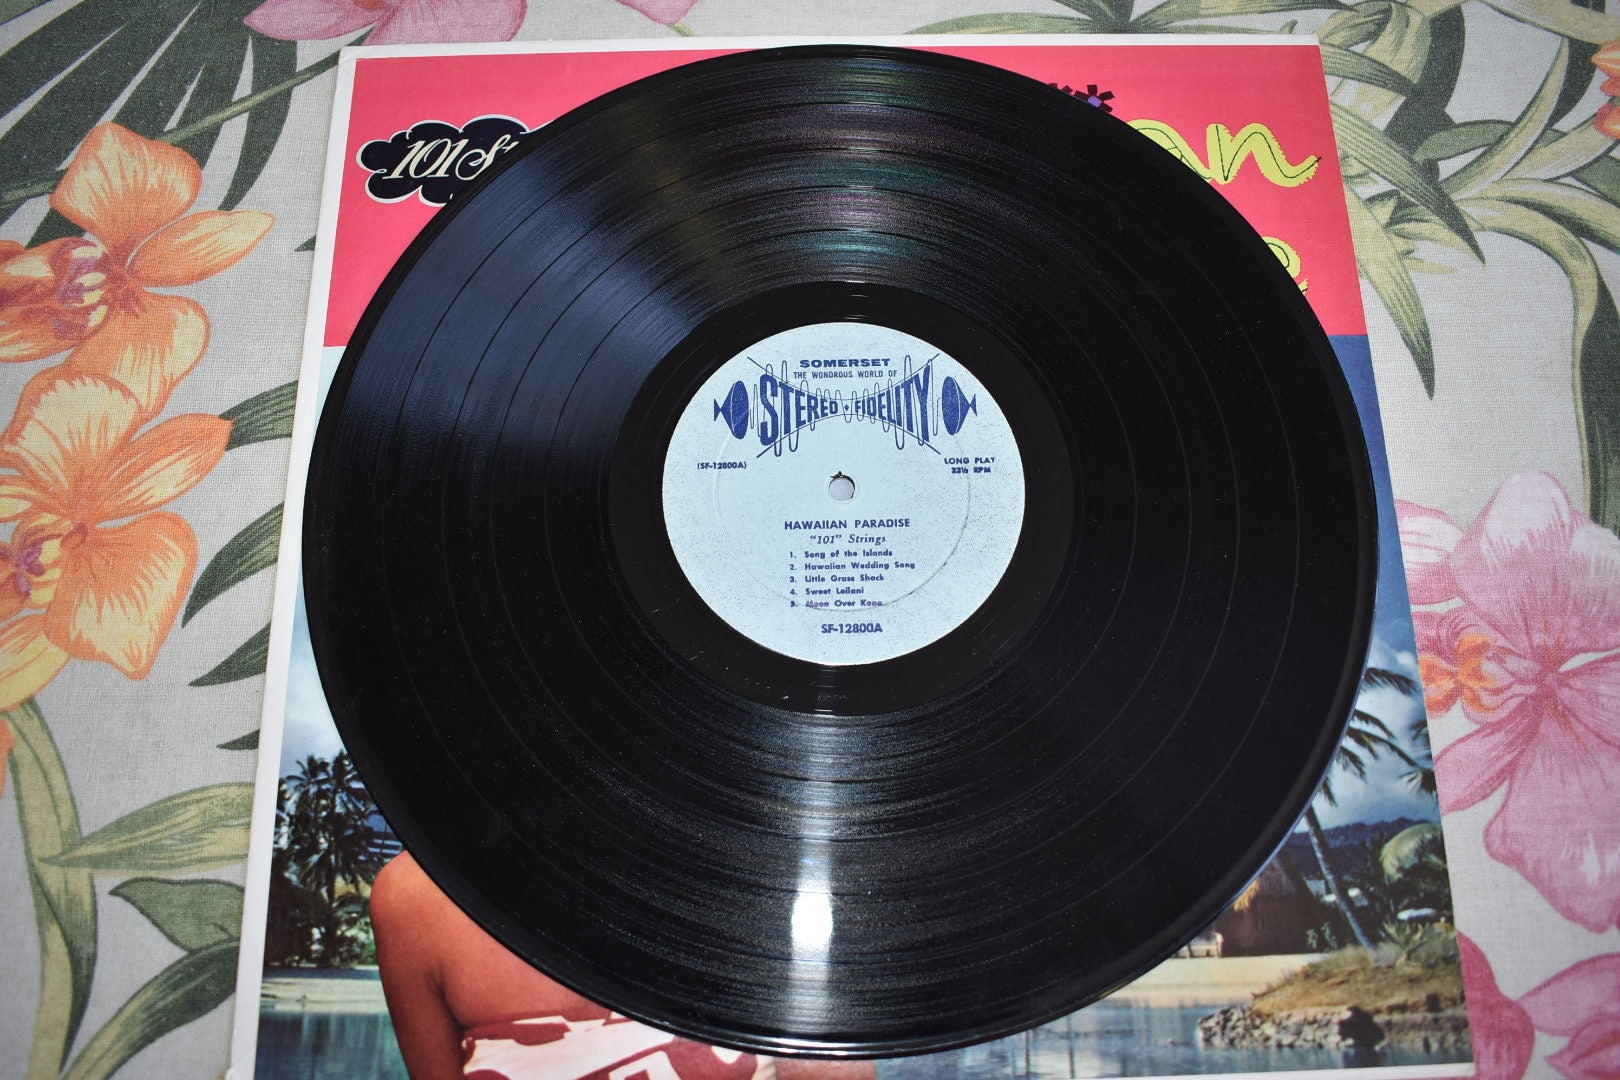 101 St
an
e
SOMERSET
THE WONDROUS WORLD OF
STEREO • FIDELITY
(SF-12800A)
LONG PLAY
33⅓ RPM
HAWAIIAN PARADISE
"101" Strings
1. Song of the Islands
2. Hawaiian Wedding Song
3. Little Grass Shack
4. Sweet Leilani
5. Moon Over Kona
SF-12800A